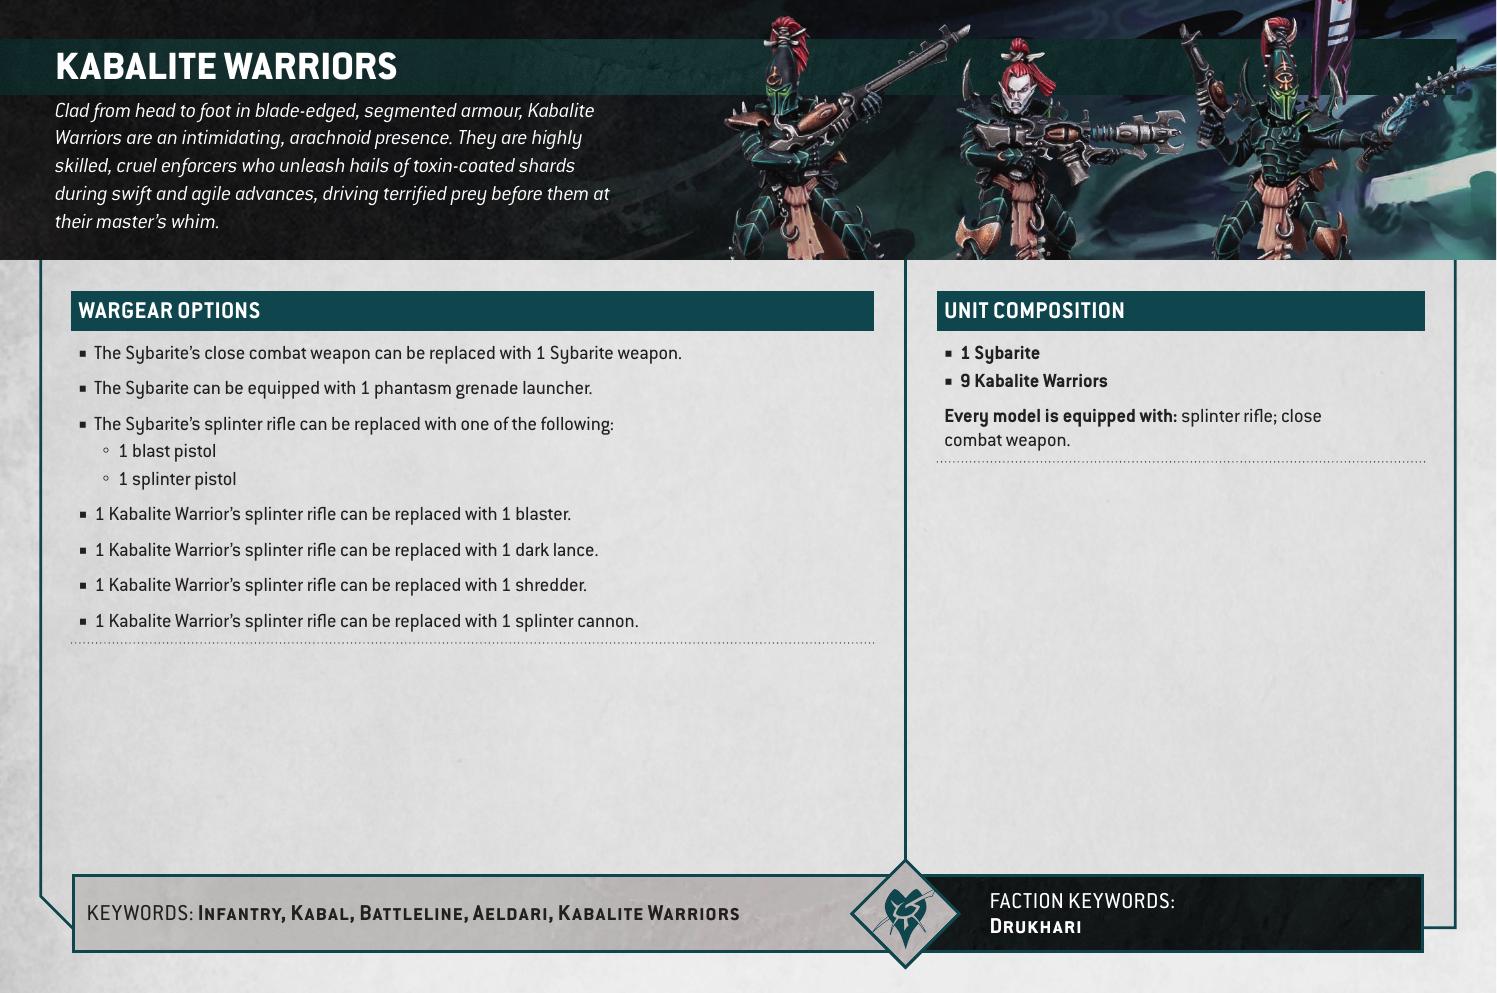 KABALITE WARRIORS
Clad from head to foot in blade-edged, segmented armour, Kabalite
Warriors are an intimidating, arachnoid presence. They are highly
skilled, cruel enforcers who unleash hails of toxin-coated shards
during swift and agile advances, driving terrified prey before them at
their master’s whim.
WARGEAR OPTIONS
■ The Sybarite’s close combat weapon can be replaced with 1 Sybarite weapon.
■ The Sybarite can be equipped with 1 phantasm grenade launcher.
■ The Sybarite’s splinter rifle can be replaced with one of the following:
◦ 1 blast pistol
◦ 1 splinter pistol
■ 1 Kabalite Warrior’s splinter rifle can be replaced with 1 blaster.
■ 1 Kabalite Warrior’s splinter rifle can be replaced with 1 dark lance.
■ 1 Kabalite Warrior’s splinter rifle can be replaced with 1 shredder.
■ 1 Kabalite Warrior’s splinter rifle can be replaced with 1 splinter cannon.
UNIT COMPOSITION
■ 1 Sybarite
■ 9 Kabalite Warriors
Every model is equipped with: splinter rifle; close
combat weapon.
KEYWORDS: Infantry, Kabal, Battleline, Aeldari, Kabalite Warriors
FACTION KEYWORDS:
Drukhari